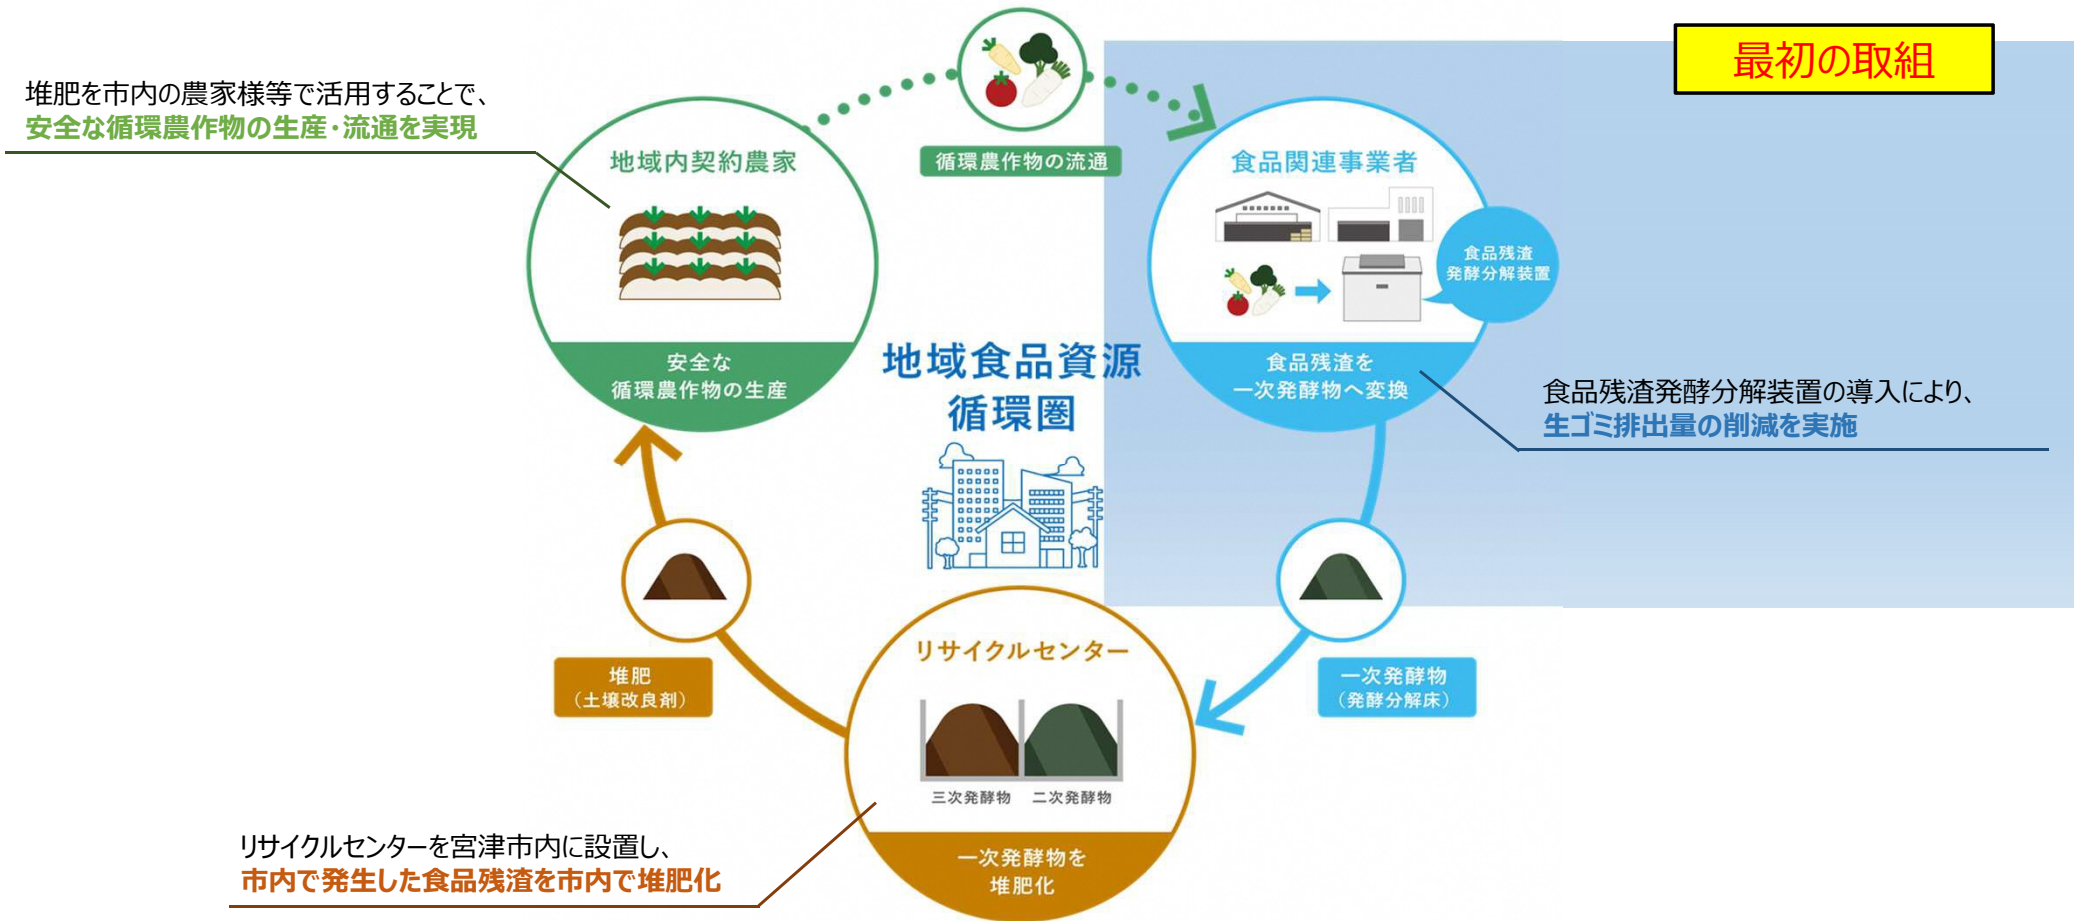 最初の取組
堆肥を市内の農家様等で活用することで、
安全な循環農作物の生産・流通を実現
循環農作物の流通
地域内契約農家
安全な
循環農作物の生産
食品関連事業者
食品残渣
発酵分解装置
食品残渣を
一次発酵物へ変換
食品残渣発酵分解装置の導入により、
生ゴミ排出量の削減を実施
地域食品資源
循環圏
一次発酵物
（発酵分解床）
リサイクルセンター
三次発酵物 二次発酵物
一次発酵物を
堆肥化
堆肥
（土壌改良剤）
リサイクルセンターを宮津市内に設置し、
市内で発生した食品残渣を市内で堆肥化